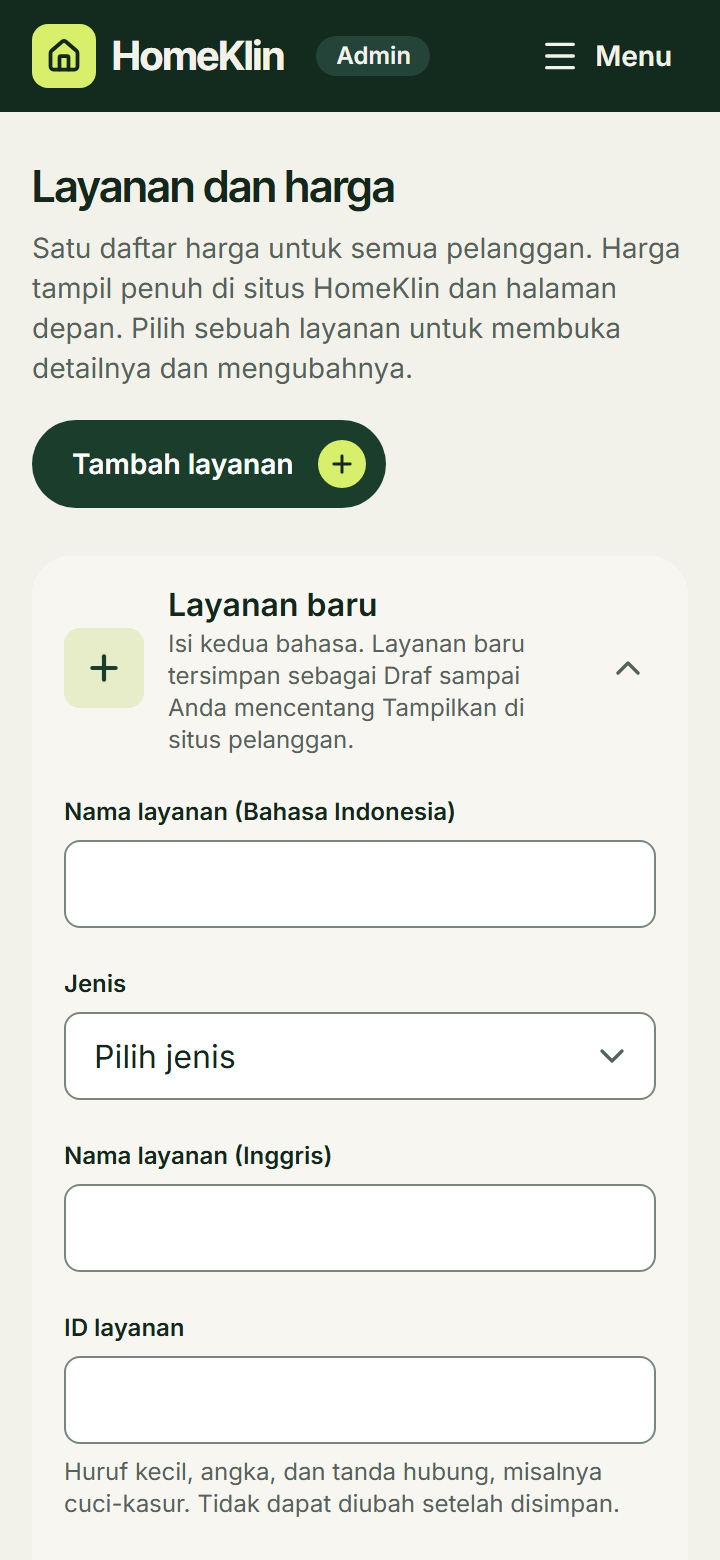 HomeKlin
Admin
Menu
Layanan dan harga
Satu daftar harga untuk semua pelanggan. Harga
tampil penuh di situs HomeKlin dan halaman
depan. Pilih sebuah layanan untuk membuka
detailnya dan mengubahnya.
Tambah layanan
Layanan baru
Isi kedua bahasa. Layanan baru
tersimpan sebagai Draf sampai
Anda mencentang Tampilkan di
situs pelanggan.
Nama layanan (Bahasa Indonesia)
Jenis
Pilih jenis
Nama layanan (Inggris)
ID layanan
Huruf kecil, angka, dan tanda hubung, misalnya
cuci-kasur. Tidak dapat diubah setelah disimpan.